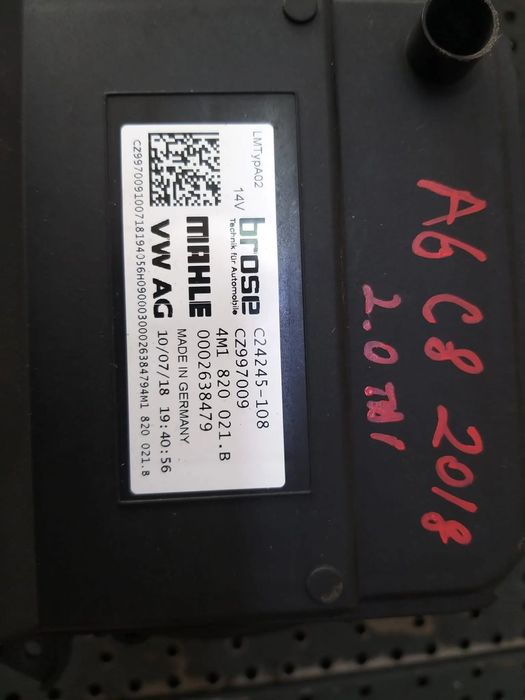 LMTypA02
14V
brose
Technik für Automobile
C24245-108
CZ997009
4M1 820 021.B
MAHLE
0002638479
MADE IN GERMANY
VW AG
10/07/18 19:40:56
CZ997009100718194056H09000300026384794M1 820 021.B
A6 C8 2018
2.0 TDI